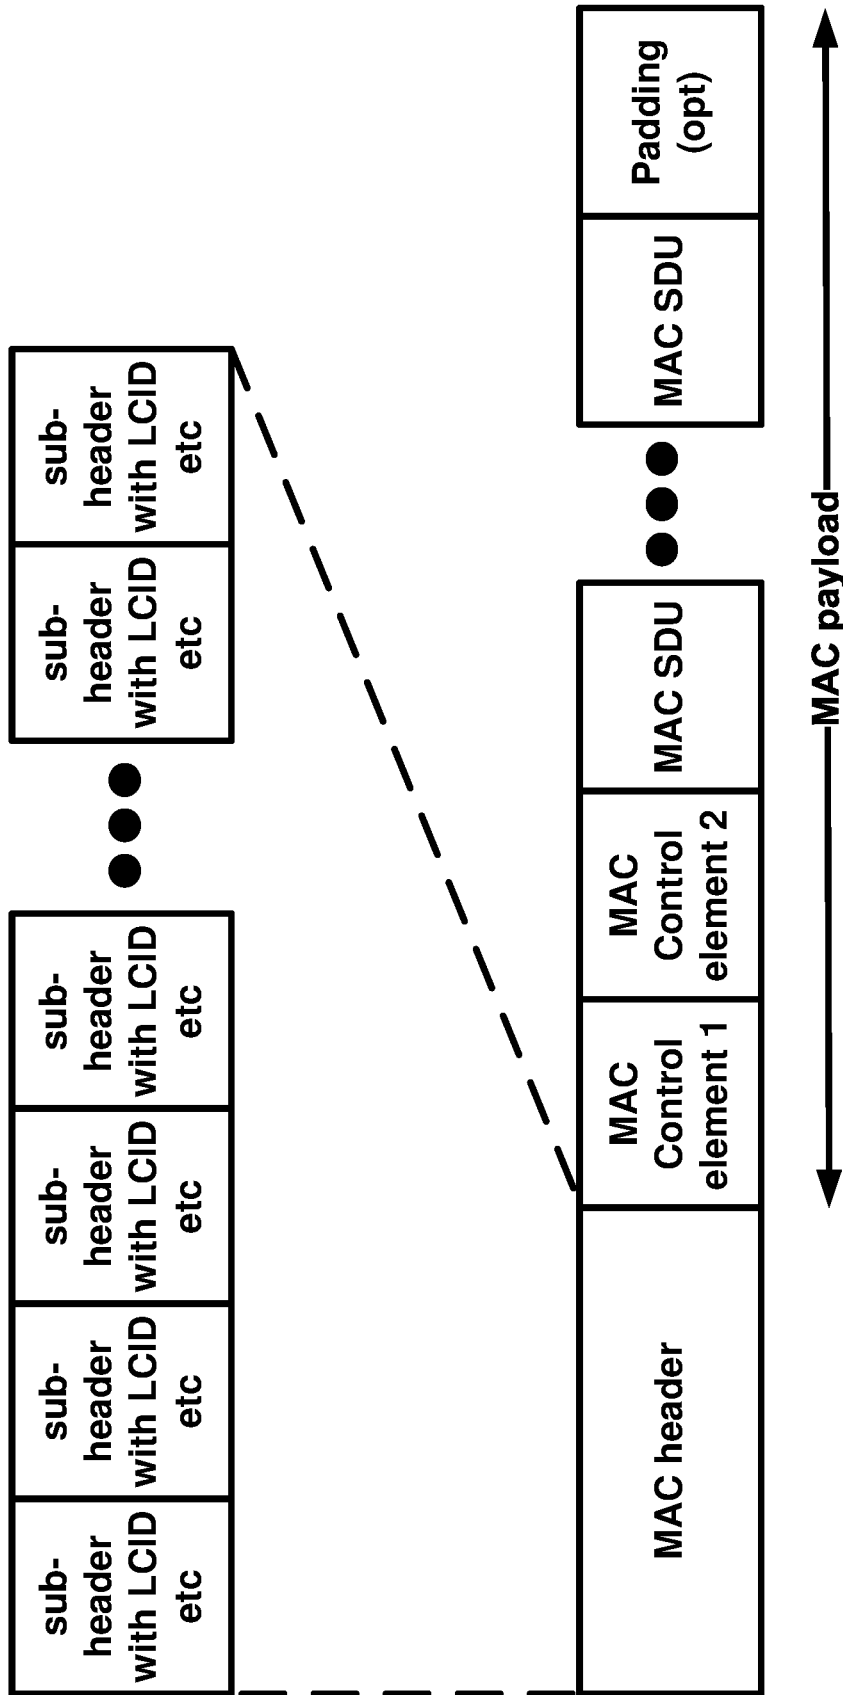 sub-
header
with LCID
etc
sub-
header
with LCID
etc
sub-
header
with LCID
etc
sub-
header
with LCID
etc
sub-
header
with LCID
etc
sub-
header
with LCID
etc
MAC header
MAC
Control
element 1
MAC
Control
element 2
MAC SDU
MAC SDU
Padding
(opt)
MAC payload